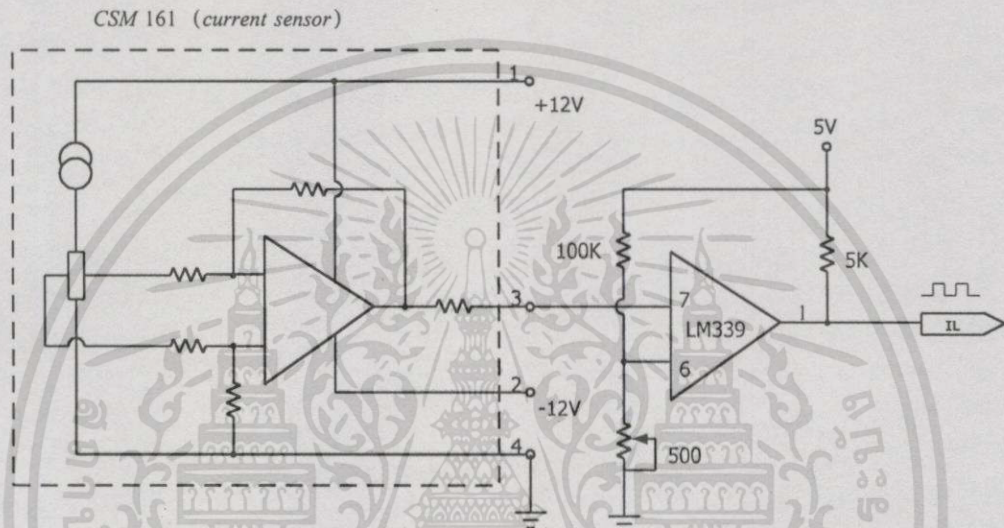 CSM 161 (current sensor)
1
+12V
5V
100K
5K
3
7
LM339
1
IL
6
2
-12V
4
500